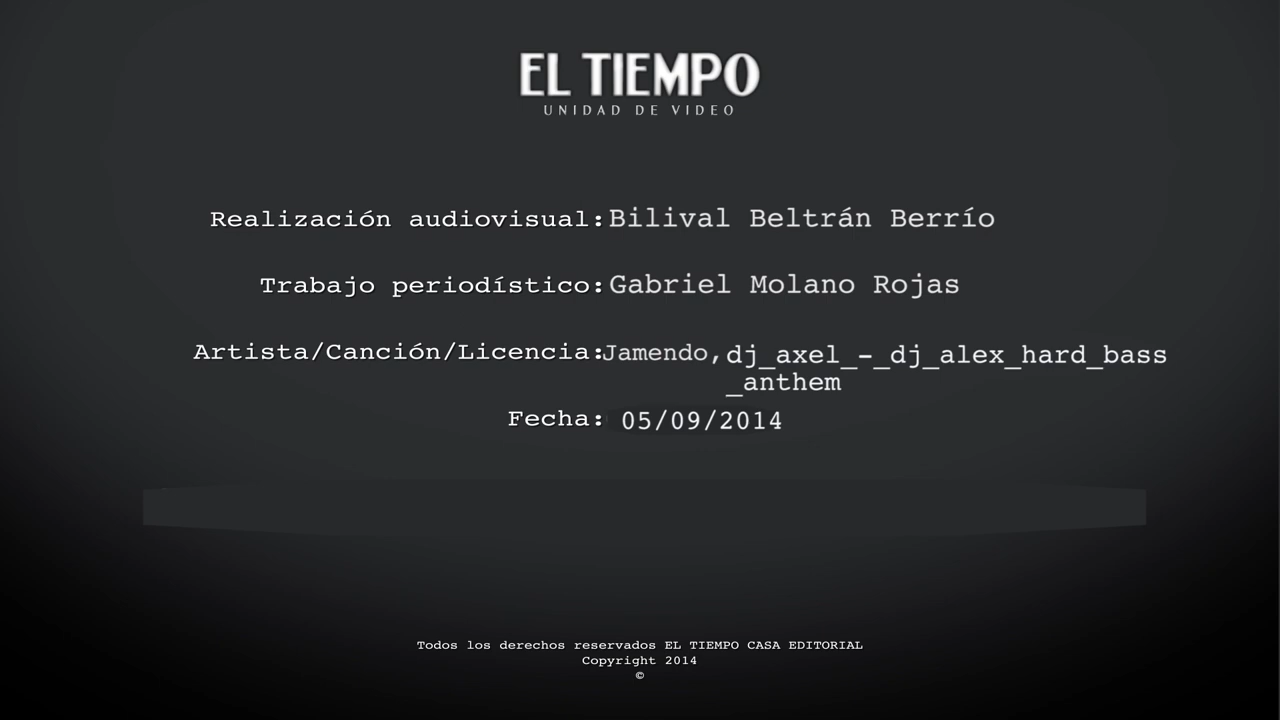 EL TIEMPO
UNIDAD DE VIDEO
Realización audiovisual: Bilival Beltrán Berrío
Trabajo periodístico: Gabriel Molano Rojas
Artista/Canción/Licencia: Jamendo, dj_axel_-_dj_alex_hard_bass
_anthem
Fecha: 05/09/2014
Todos los derechos reservados EL TIEMPO CASA EDITORIAL
Copyright 2014
©